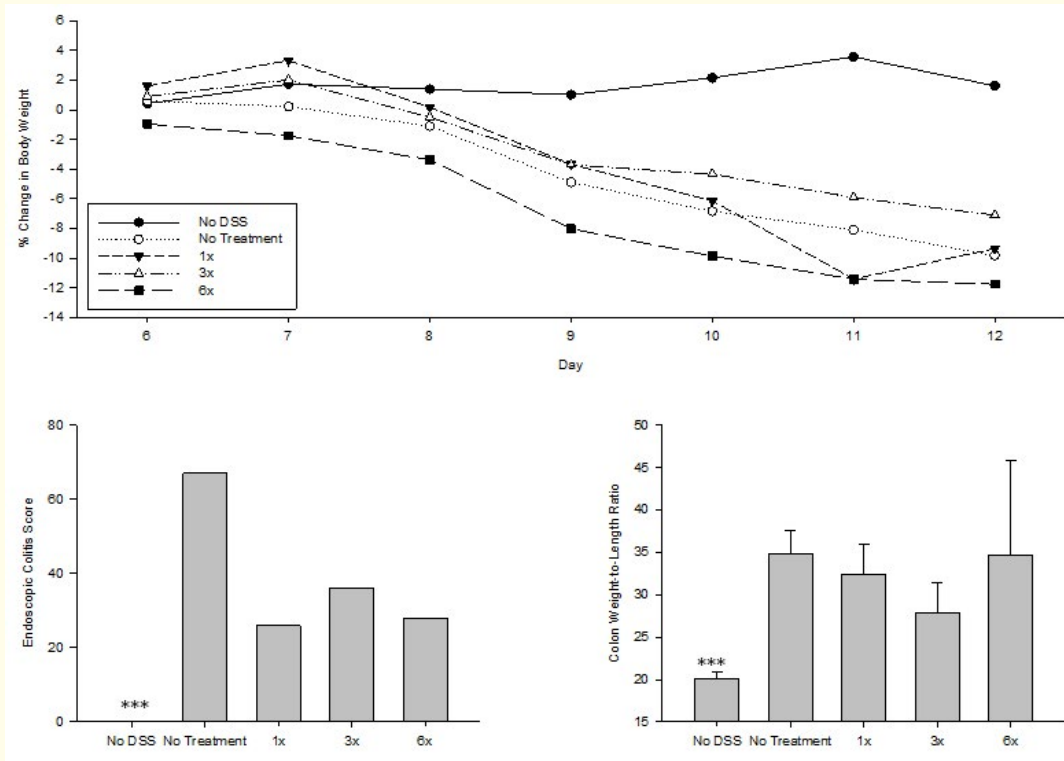 % Change in Body Weight
6
4
2
0
-2
-4
-6
-8
-10
-12
-14
No DSS
No Treatment
1x
3x
6x
6 7 8 9 10 11 12
Day
Endoscopic Colitis Score
80
60
40
20
0
***
No DSS No Treatment 1x 3x 6x
Colon Weight-to-Length Ratio
50
45
40
35
30
25
20
15
***
No DSS No Treatment 1x 3x 6x